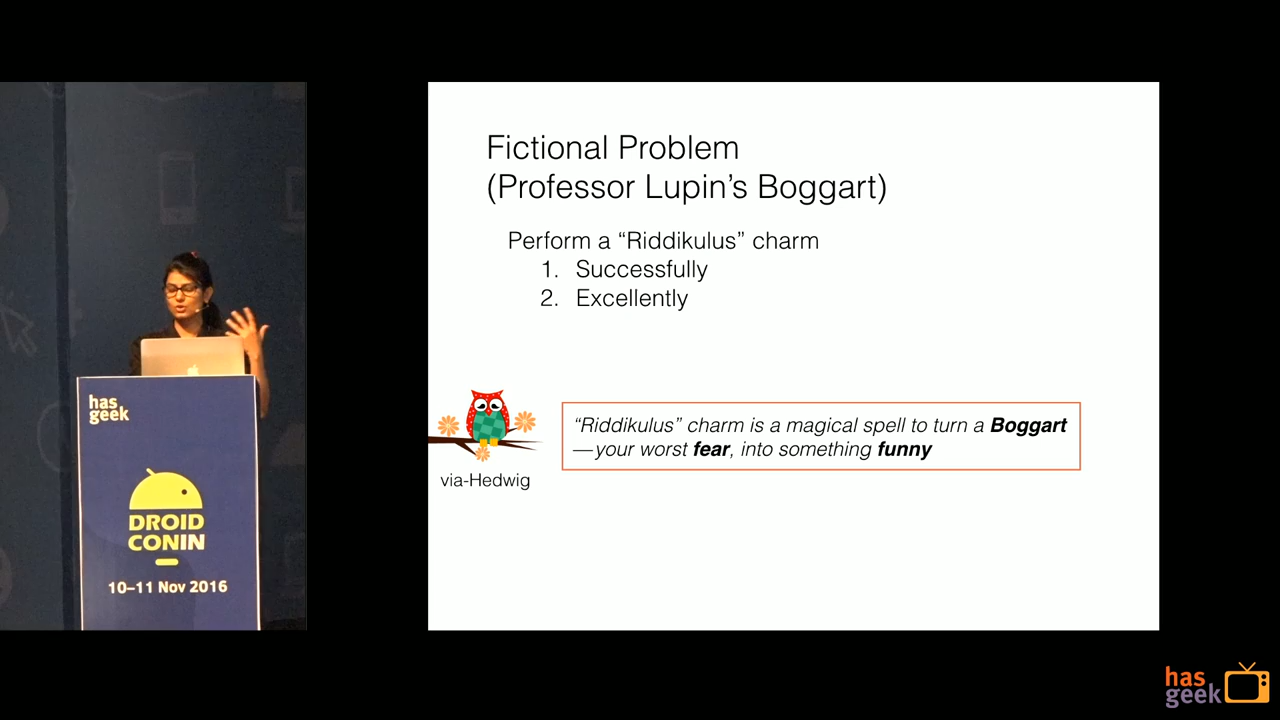 Fictional Problem
(Professor Lupin’s Boggart)
Perform a “Riddikulus” charm
1. Successfully
2. Excellently
“Riddikulus” charm is a magical spell to turn a Boggart
—your worst fear, into something funny
via-Hedwig
has
geek
DROID
CONIN
10–11 Nov 2016
has
geek